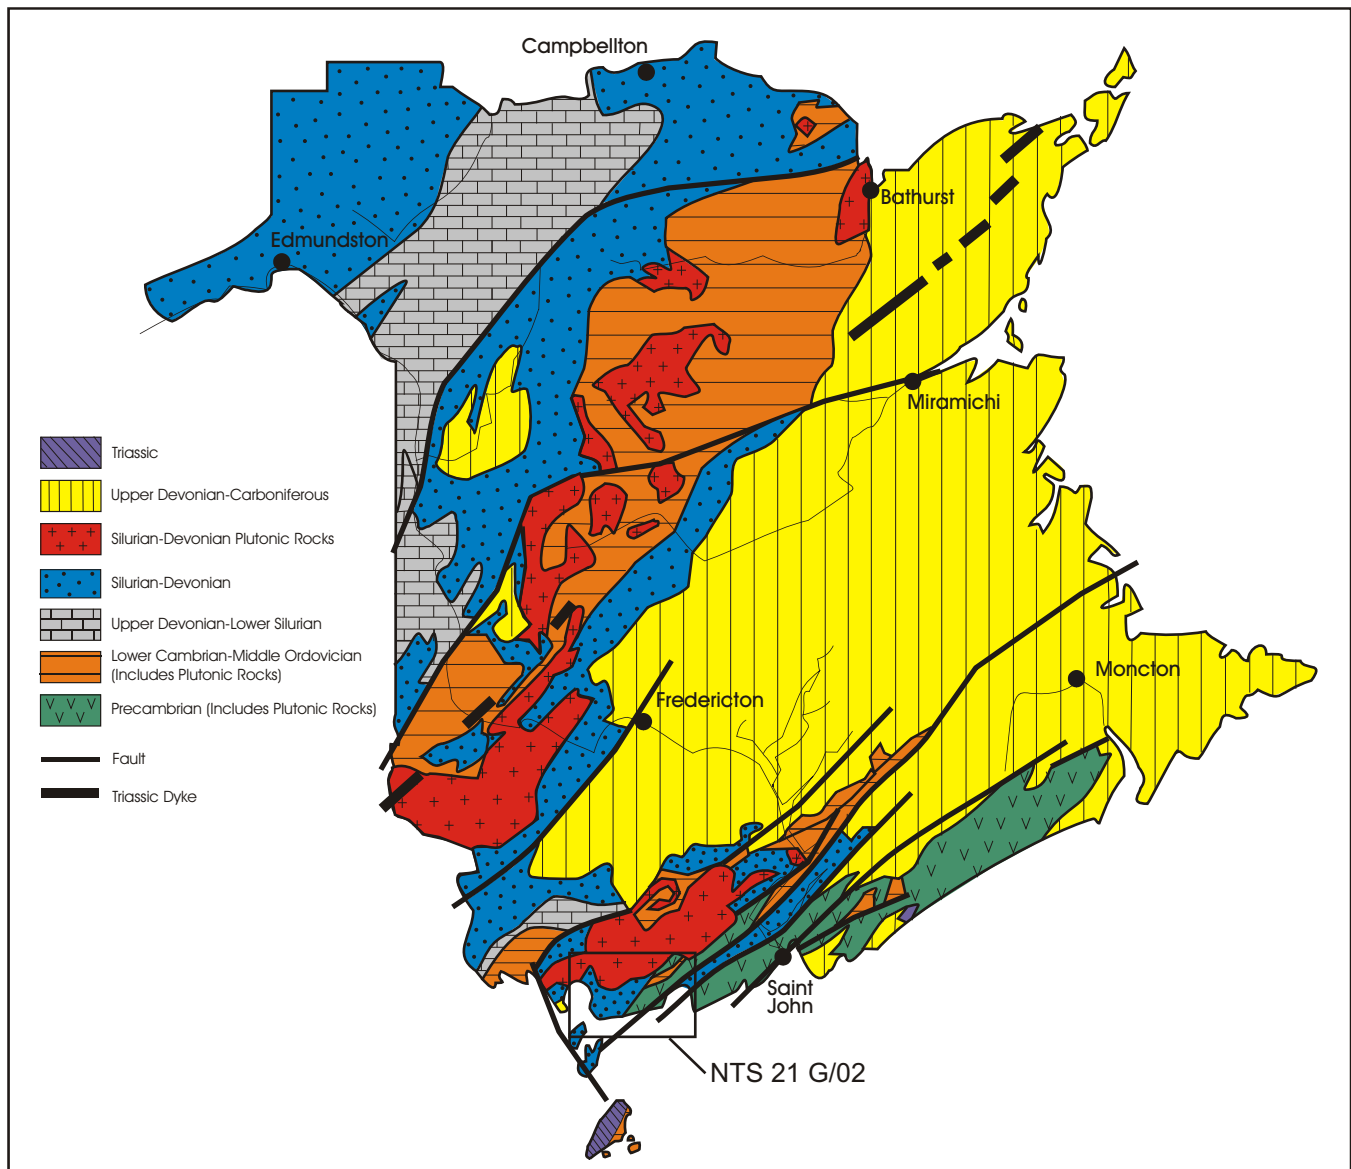 Campbellton
Bathurst
Edmundston
Miramichi
Triassic
Upper Devonian-Carboniferous
Silurian-Devonian Plutonic Rocks
Silurian-Devonian
Upper Devonian-Lower Silurian
Lower Cambrian-Middle Ordovician
(Includes Plutonic Rocks)
Precambrian (Includes Plutonic Rocks)
Fault
Triassic Dyke
Moncton
Fredericton
Saint
John
NTS 21 G/02